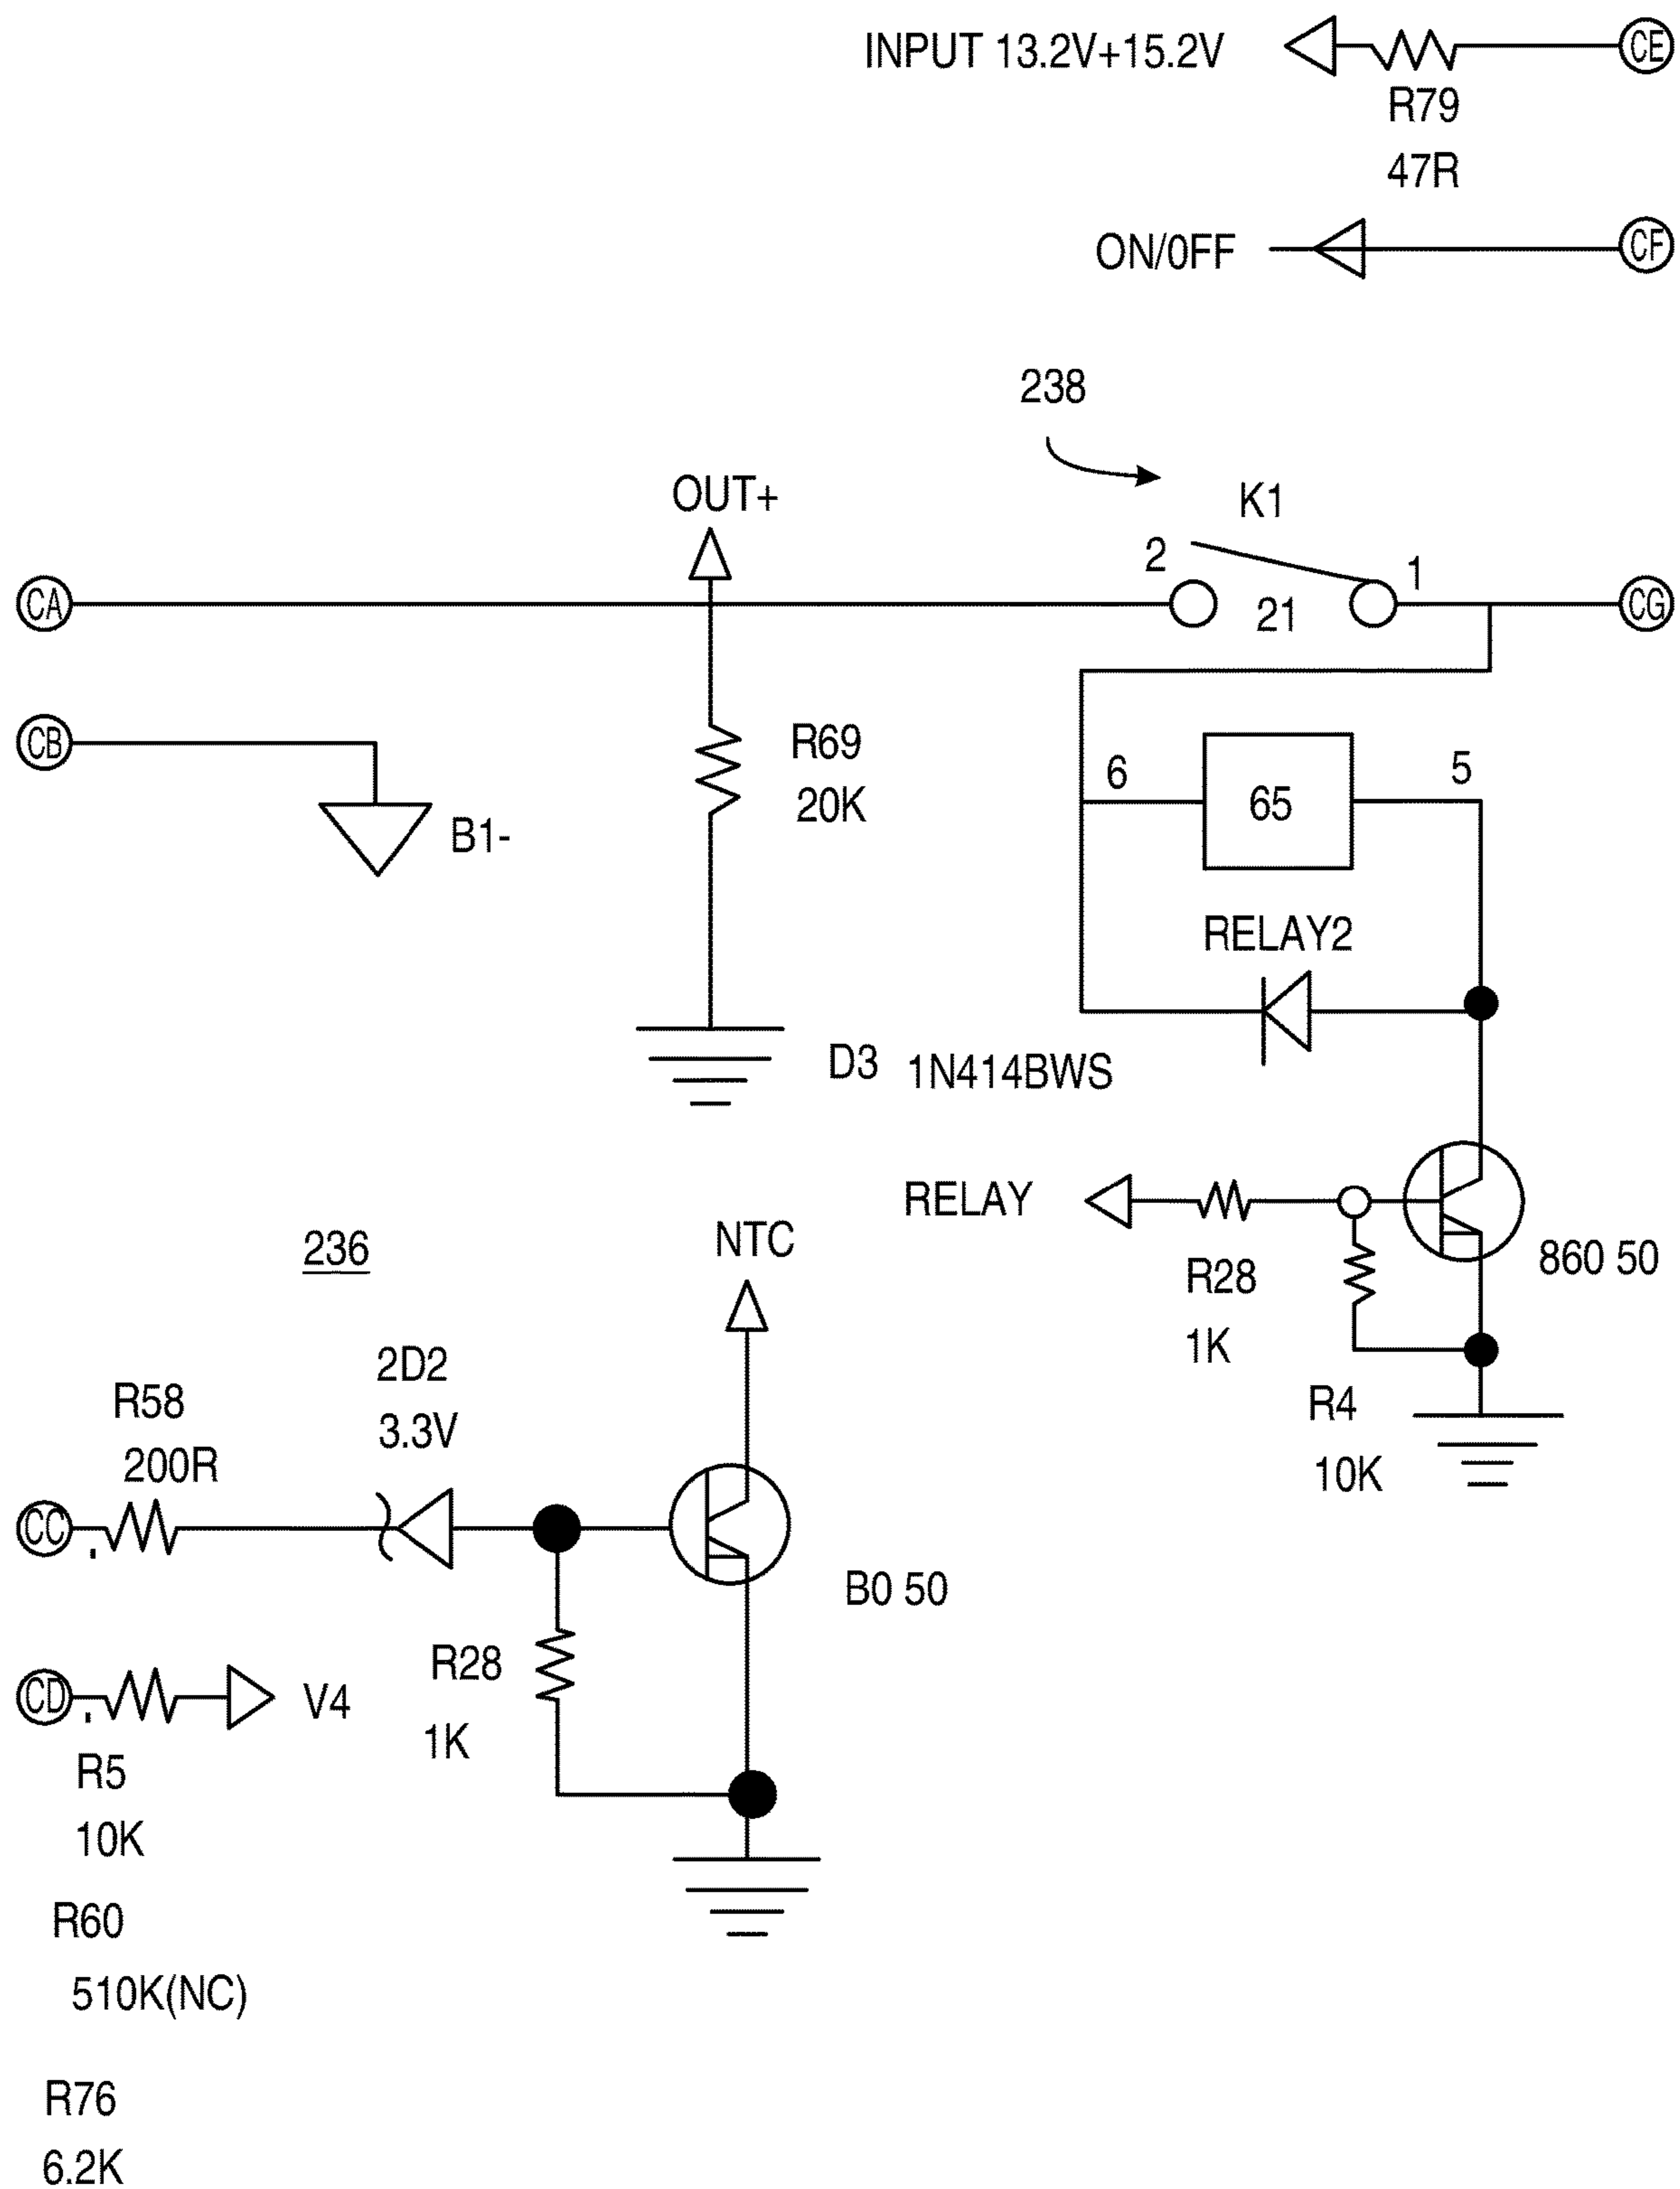 INPUT 13.2V+15.2V
CE
R79
47R
ON/0FF
CF
238
OUT+
K1
2
1
CA
21
CG
CB
R69
20K
B1-
6
65
5
RELAY2
D3 1N414BWS
RELAY
R28
1K
860 50
R4
10K
236
NTC
2D2
3.3V
R58
200R
CC
B0 50
R28
1K
CD
V4
R5
10K
R60
510K(NC)
R76
6.2K